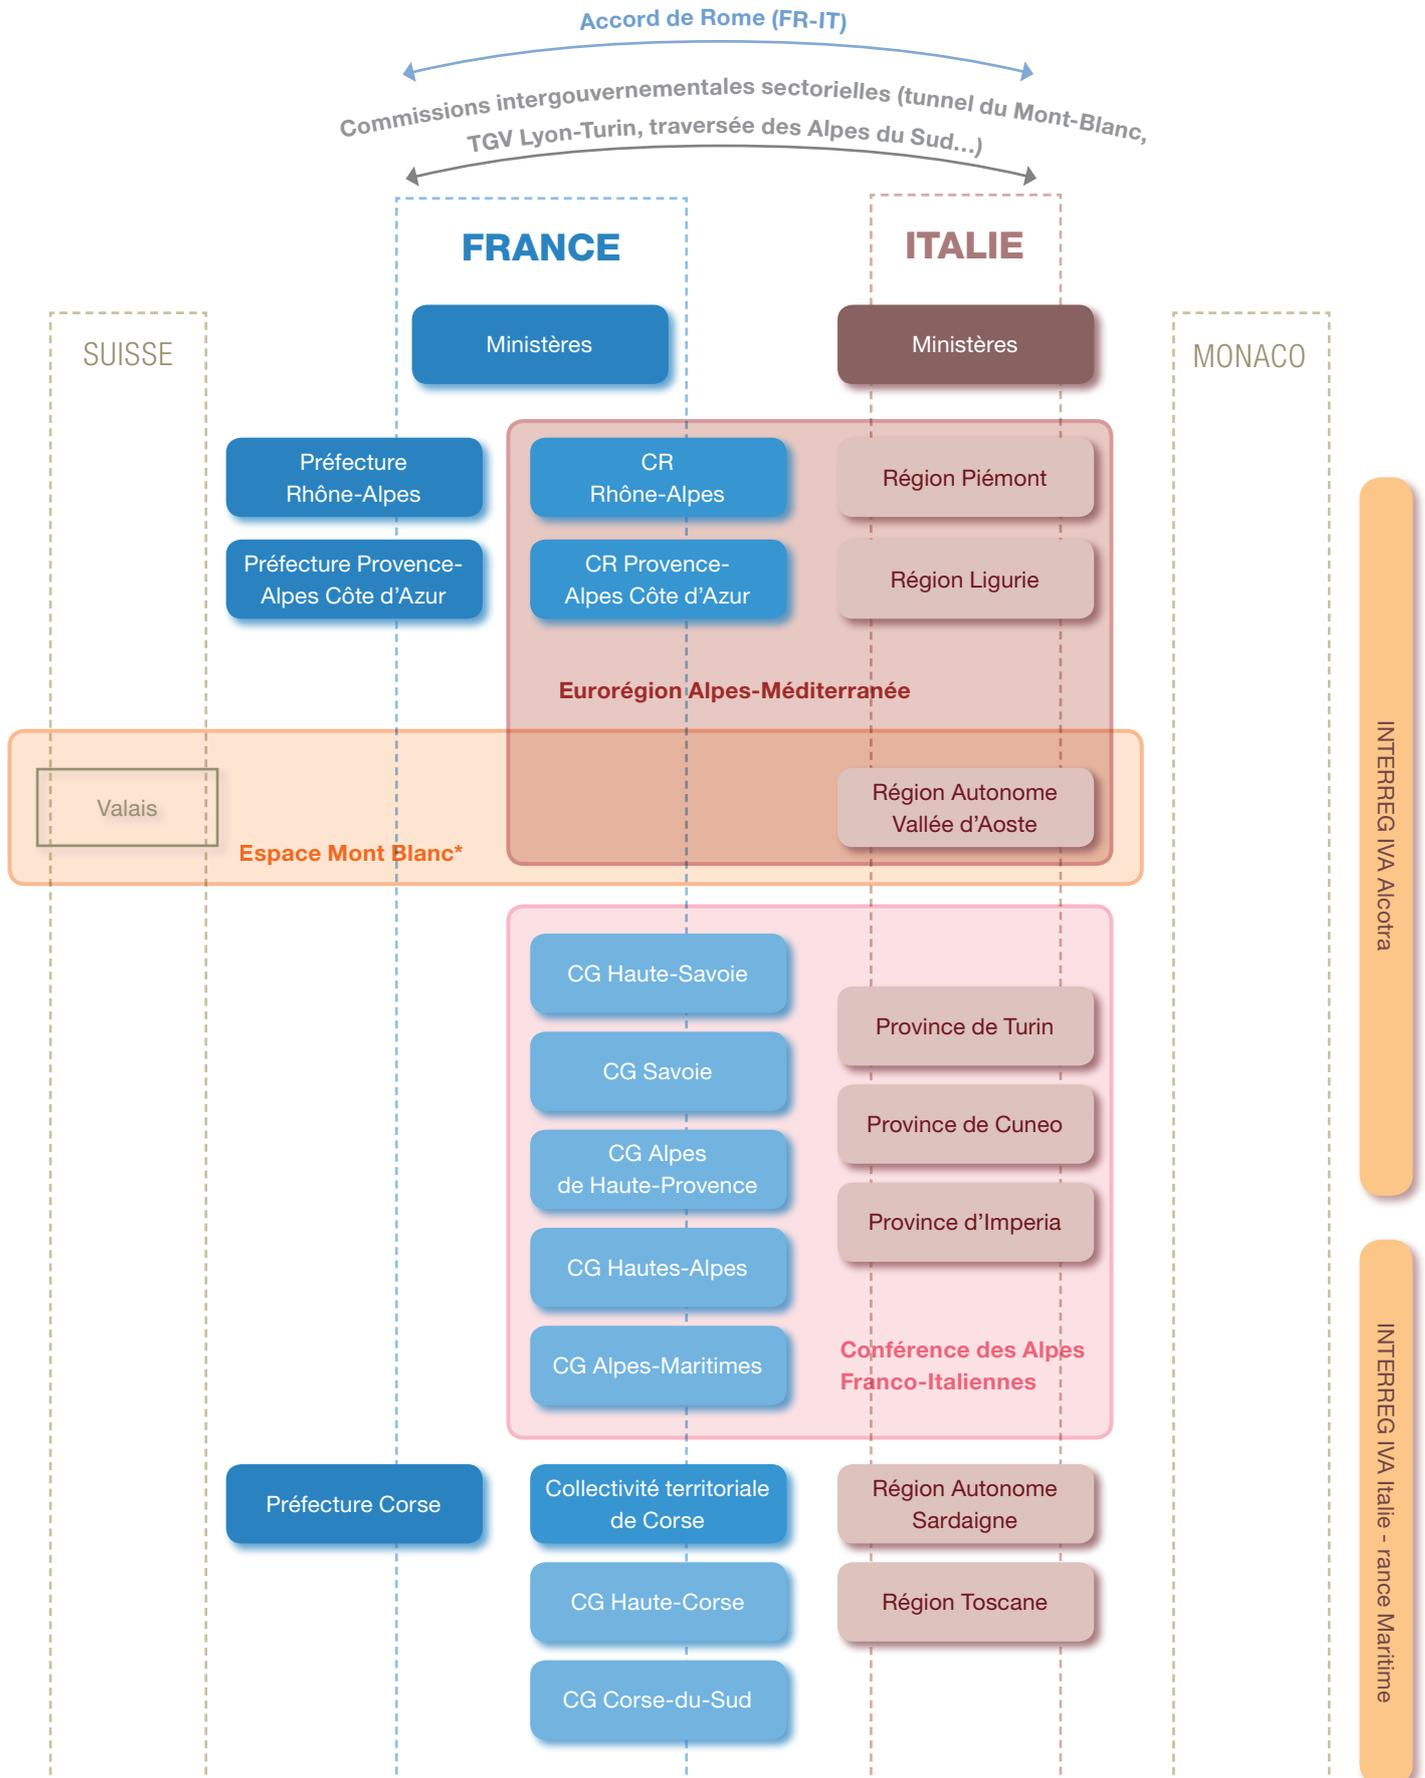 Accord de Rome (FR-IT)
Commissions intergouvernementales sectorielles (tunnel du Mont-Blanc,
TGV Lyon-Turin, traversée des Alpes du Sud...)
FRANCE
ITALIE
SUISSE
Ministères
Ministères
MONACO
Préfecture
Rhône-Alpes
CR
Rhône-Alpes
Région Piémont
Préfecture Provence-
Alpes Côte d'Azur
CR Provence-
Alpes Côte d'Azur
Région Ligurie
Eurorégion Alpes-Méditerranée
Valais
Région Autonome
Vallée d'Aoste
Espace Mont Blanc*
INTERREG IVA Alcotra
CG Haute-Savoie
Province de Turin
CG Savoie
Province de Cuneo
CG Alpes
de Haute-Provence
Province d'Imperia
CG Hautes-Alpes
CG Alpes-Maritimes
Conférence des Alpes
Franco-Italiennes
Préfecture Corse
Collectivité territoriale
de Corse
Région Autonome
Sardaigne
CG Haute-Corse
Région Toscane
CG Corse-du-Sud
INTERREG IVA Italie - rance Maritime